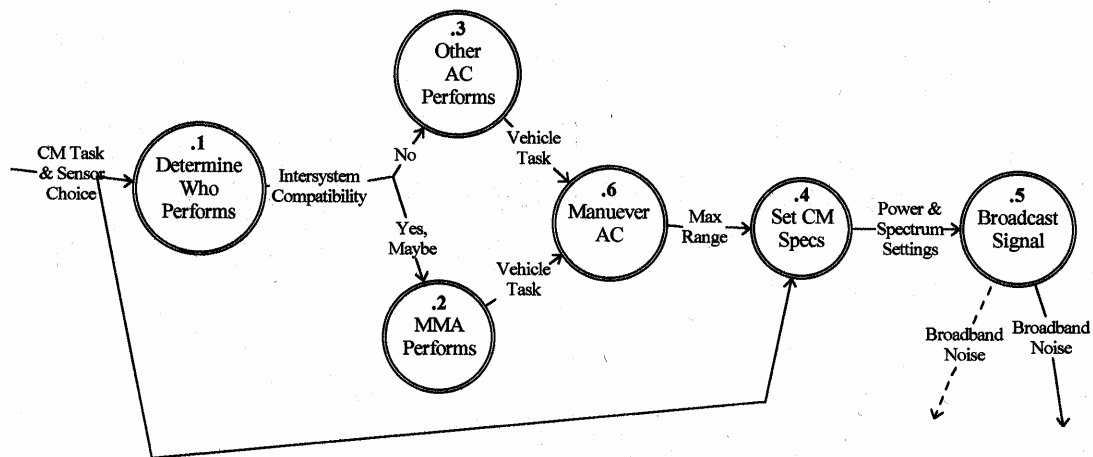 CM Task
& Sensor
Choice
.1
Determine
Who
Performs
Intersystem
Compatibility
No
Yes,
Maybe
.3
Other
AC
Performs
.2
MMA
Performs
Vehicle
Task
Vehicle
Task
.6
Manuever
AC
Max
Range
.4
Set CM
Specs
Power &
Spectrum
Settings
.5
Broadcast
Signal
Broadband
Noise
Broadband
Noise